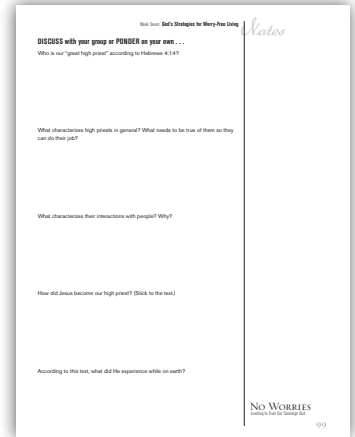 Week Seven: God's Strategies for Worry-Free Living
Notes
DISCUSS with your group or PONDER on your own . . .
Who is our "great high priest" according to Hebrews 4:14?
What characterizes high priests in general? What needs to be true of them so they
can do their job?
What characterizes their interactions with people? Why?
How did Jesus become our high priest? (Stick to the text.)
According to this text, what did He experience while on earth?
No Worries
Learning to Trust Our Sovereign God
99